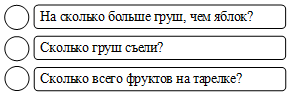 На сколько больше груш, чем яблок?
Сколько груш съели?
Сколько всего фруктов на тарелке?